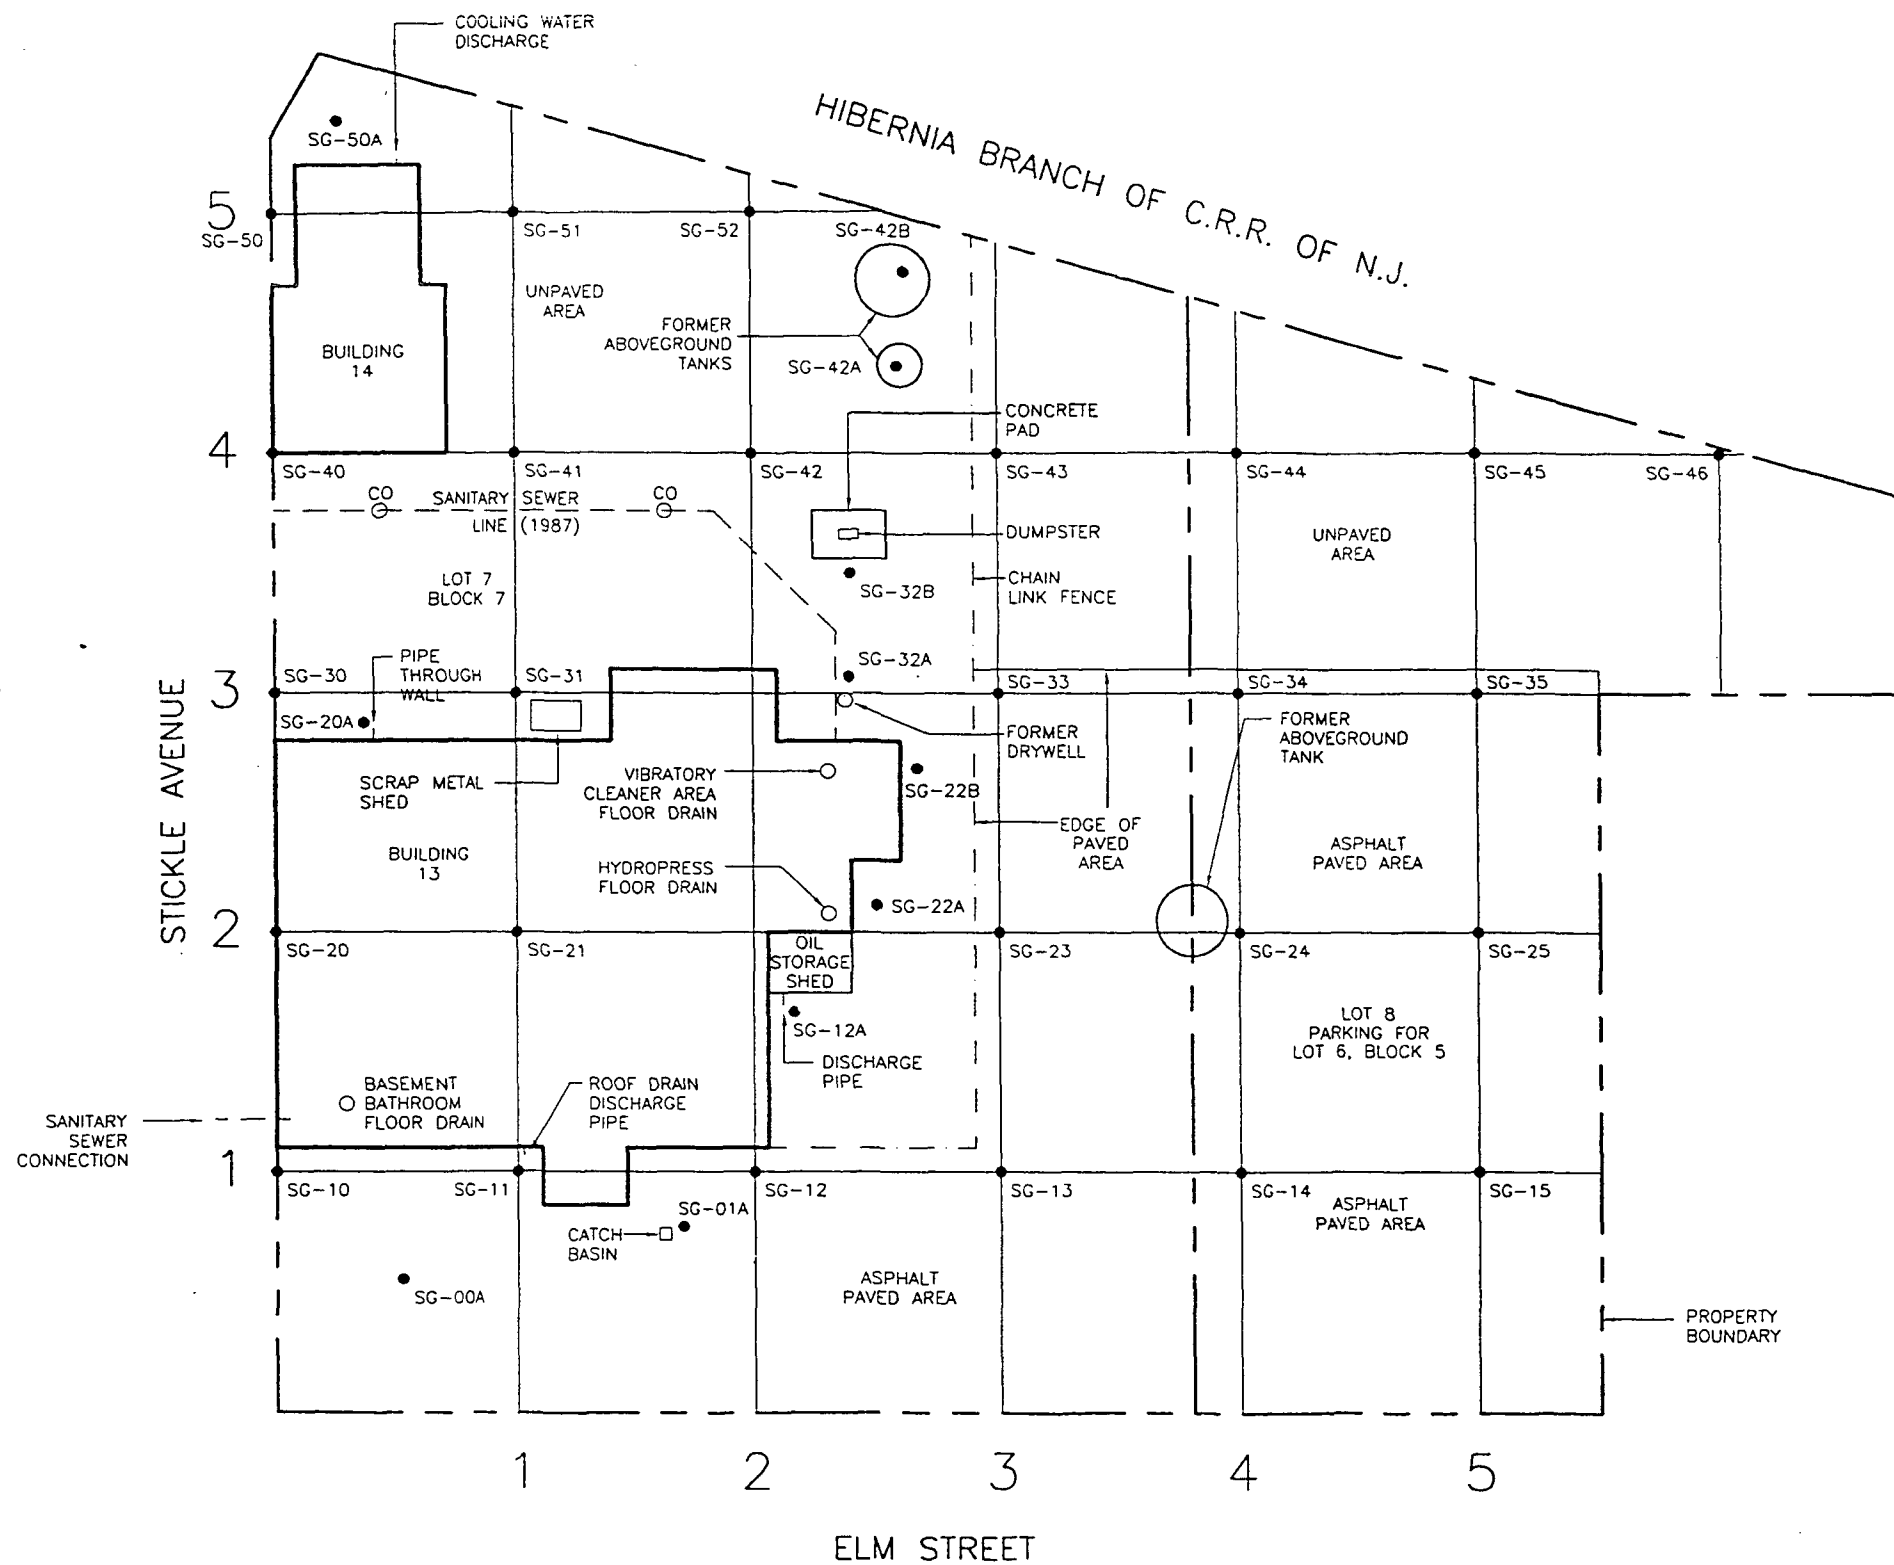 COOLING WATER
DISCHARGE
HIBERNIA BRANCH OF C.R.R. OF N.J.
SG-50A
5
SG-50
SG-51
SG-52
SG-42B
UNPAVED
AREA
FORMER
ABOVEGROUND
TANKS
SG-42A
BUILDING
14
CONCRETE
PAD
4
SG-40
SG-41
SG-42
SG-43
SG-44
SG-45
SG-46
CO
SANITARY SEWER
LINE (1987)
CO
DUMPSTER
UNPAVED
AREA
LOT 7
BLOCK 7
SG-32B
CHAIN
LINK FENCE
PIPE
THROUGH
WALL
SG-32A
3
SG-30
SG-31
SG-33
SG-34
SG-35
SG-20A
FORMER
DRYWELL
FORMER
ABOVEGROUND
TANK
SCRAP METAL
SHED
VIBRATORY
CLEANER AREA
FLOOR DRAIN
SG-22B
STICKLE AVENUE
BUILDING
13
EDGE OF
PAVED
AREA
ASPHALT
PAVED AREA
HYDROPRESS
FLOOR DRAIN
SG-22A
2
SG-20
SG-21
OIL
STORAGE
SHED
SG-23
SG-24
SG-25
SG-12A
DISCHARGE
PIPE
LOT 8
PARKING FOR
LOT 6, BLOCK 5
BASEMENT
BATHROOM
FLOOR DRAIN
ROOF DRAIN
DISCHARGE
PIPE
SANITARY
SEWER
CONNECTION
1
SG-10
SG-11
SG-12
SG-13
SG-14
SG-15
SG-01A
CATCH
BASIN
ASPHALT
PAVED AREA
SG-00A
ASPHALT
PAVED AREA
PROPERTY
BOUNDARY
1
2
3
4
5
ELM STREET